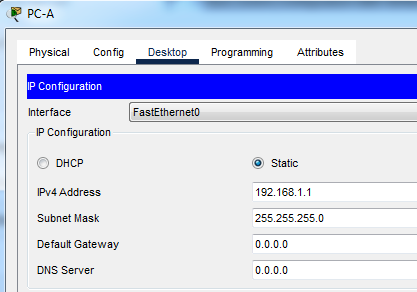 PC-A
Physical Config Desktop Programming Attributes
IP Configuration
Interface FastEthernet0
IP Configuration
DHCP Static
IPv4 Address 192.168.1.1
Subnet Mask 255.255.255.0
Default Gateway 0.0.0.0
DNS Server 0.0.0.0